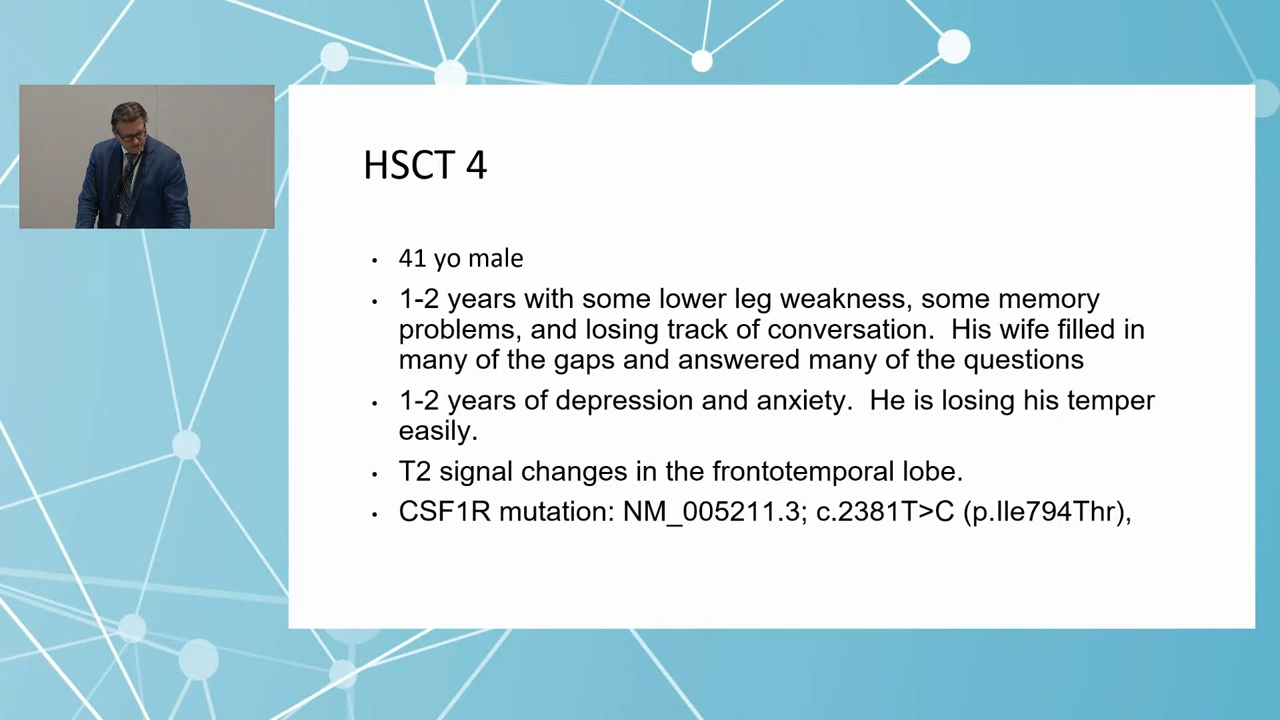 HSCT 4
• 41 yo male
• 1-2 years with some lower leg weakness, some memory
problems, and losing track of conversation.  His wife filled in
many of the gaps and answered many of the questions
• 1-2 years of depression and anxiety.  He is losing his temper
easily.
• T2 signal changes in the frontotemporal lobe.
• CSF1R mutation: NM_005211.3; c.2381T>C (p.Ile794Thr),